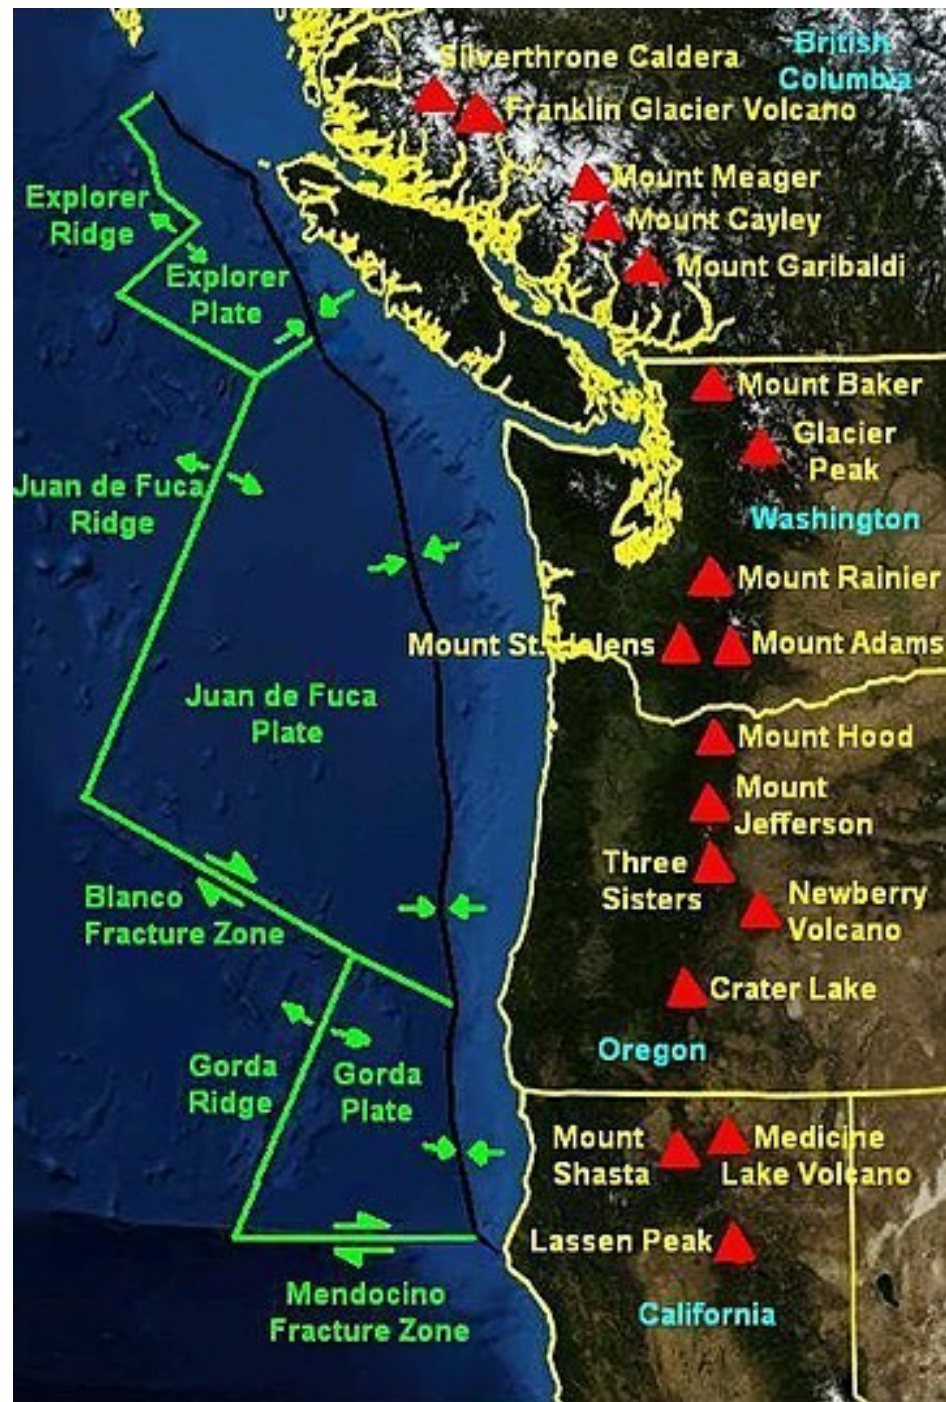 Silverthrone Caldera
British
Columbia
Franklin Glacier Volcano
Mount Meager
Explorer
Ridge
Mount Cayley
Explorer
Plate
Mount Garibaldi
Mount Baker
Glacier
Peak
Juan de Fuca
Ridge
Washington
Mount Rainier
Mount St. Helens
Mount Adams
Juan de Fuca
Plate
Mount Hood
Mount
Jefferson
Three
Sisters
Blanco
Fracture Zone
Newberry
Volcano
Crater Lake
Oregon
Gorda
Ridge
Gorda
Plate
Mount
Shasta
Medicine
Lake Volcano
Lassen Peak
Mendocino
Fracture Zone
California